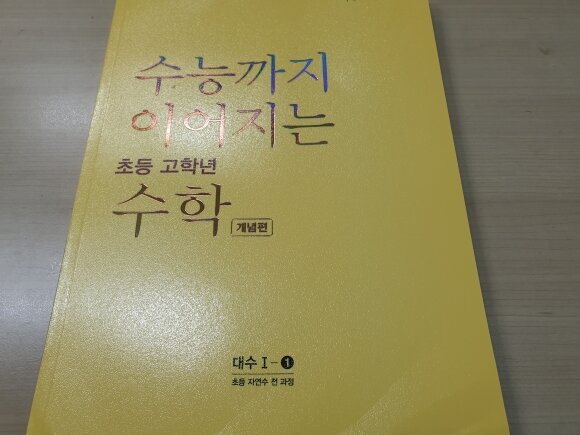 수능까지
이어지는
초등 고학년
수학 개념편
대수 I - 1
초등 자연수 전 과정